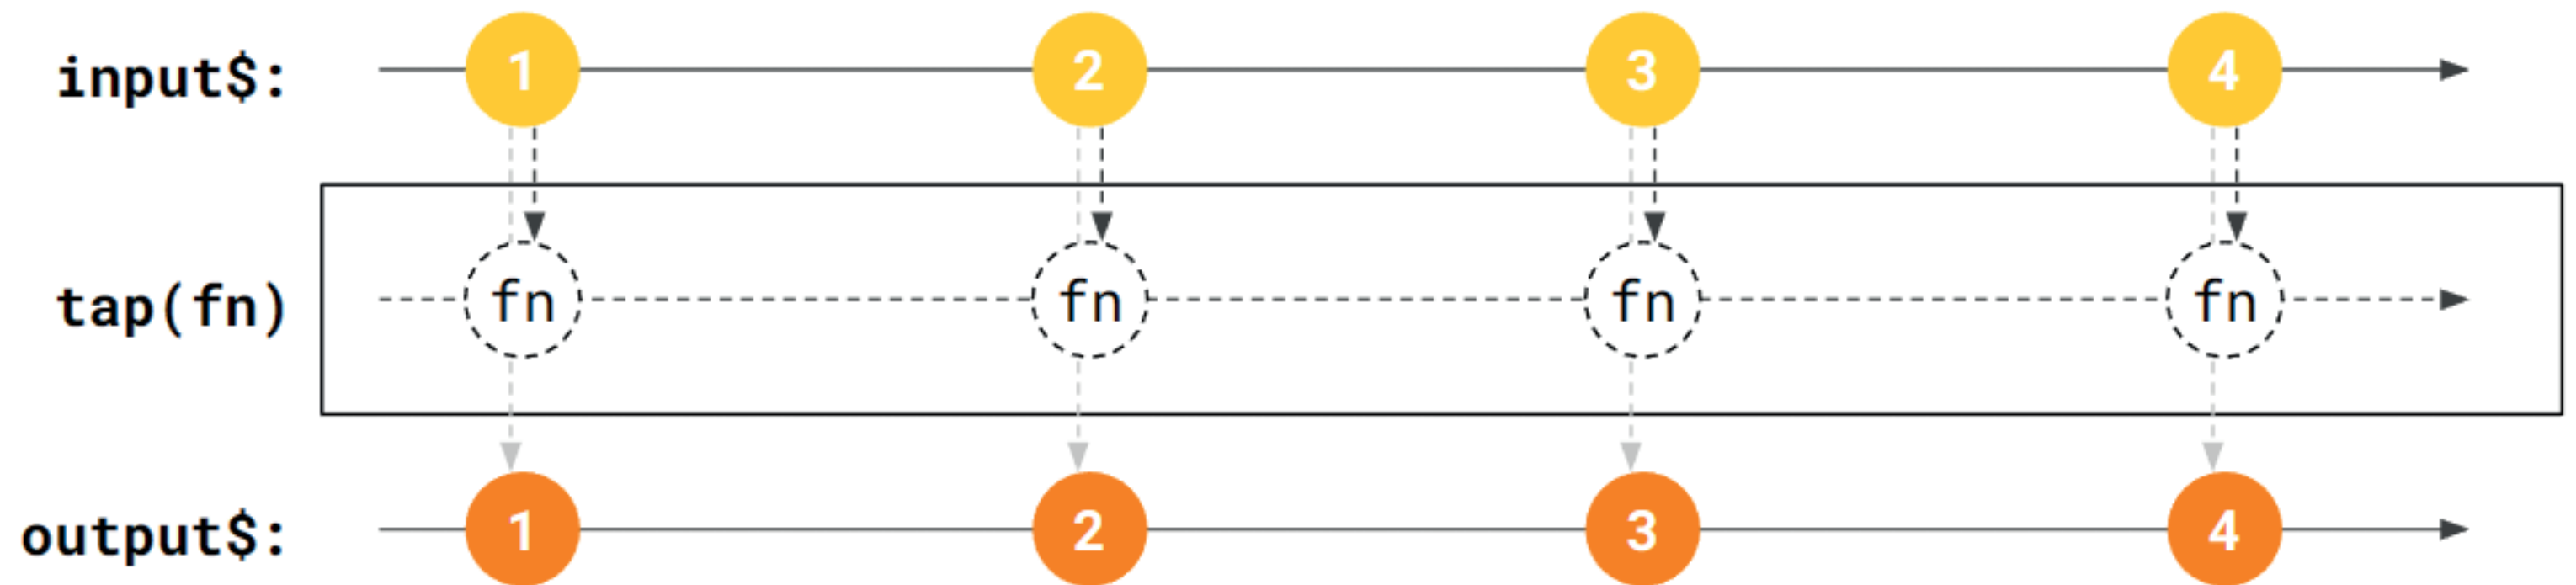 input$: 1 2 3 4
tap(fn) fn fn fn fn
output$: 1 2 3 4